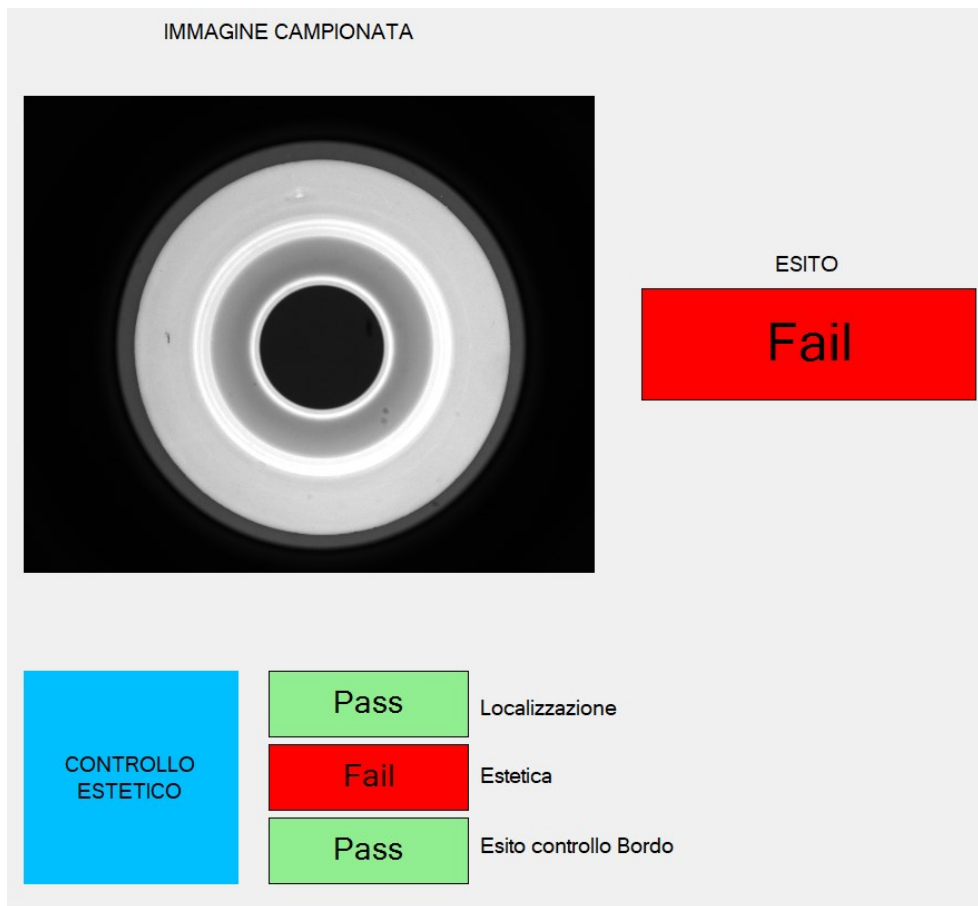 IMMAGINE CAMPIONATA
ESITO
Fail
CONTROLLO
ESTETICO
Pass
Localizzazione
Fail
Estetica
Pass
Esito controllo Bordo